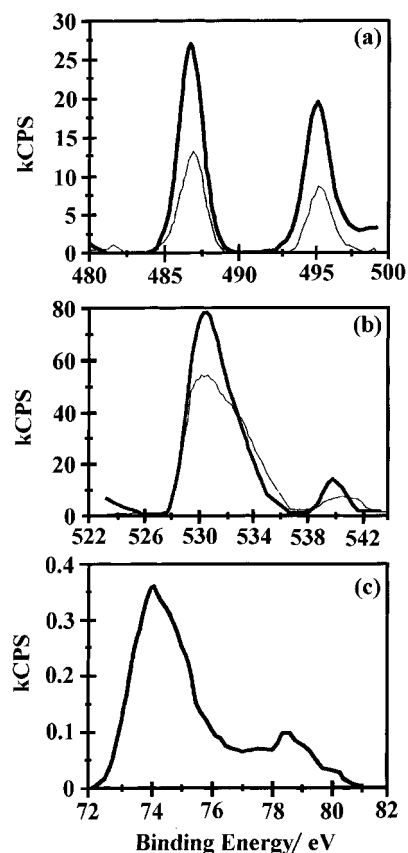 (a)
30
25
20
15
10
5
0
kCPS
480 485 490 495 500
(b)
80
60
40
20
0
kCPS
522 526 530 534 538 542
(c)
0.4
0.3
0.2
0.1
0
kCPS
72 74 76 78 80 82
Binding Energy/ eV